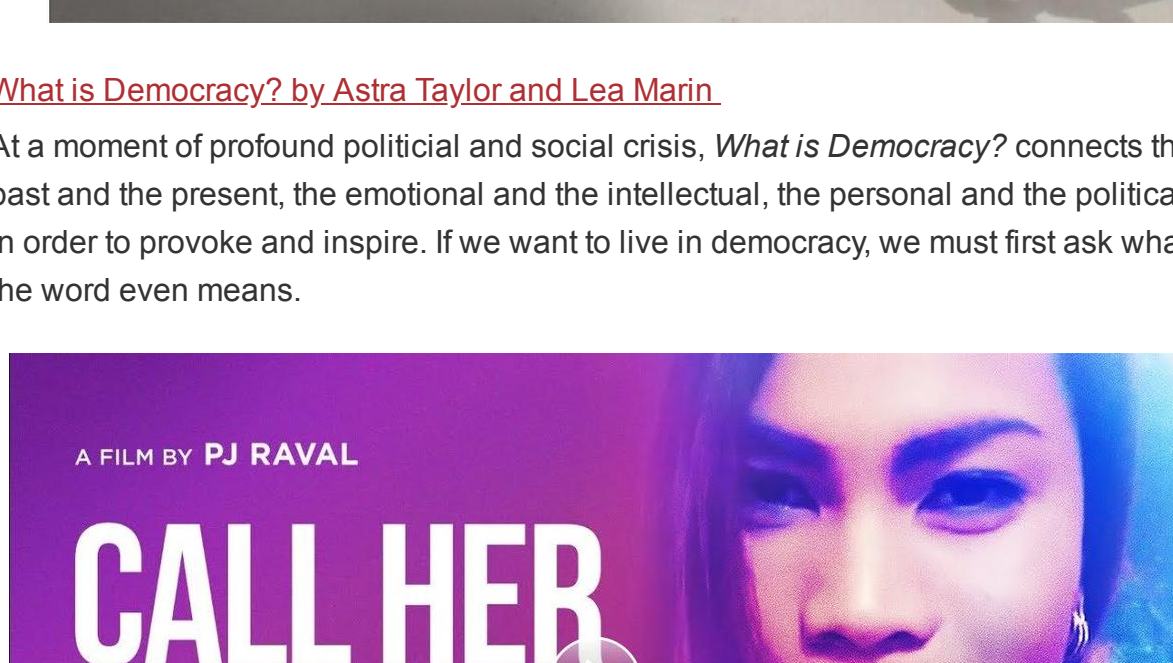 What is Democracy? by Astra Taylor and Lea Marin
At a moment of profound politicial and social crisis, What is Democracy? connects th
past and the present, the emotional and the intellectual, the personal and the politica
in order to provoke and inspire. If we want to live in democracy, we must first ask wha
the word even means.
A FILM BY PJ RAVAL
CALL HER